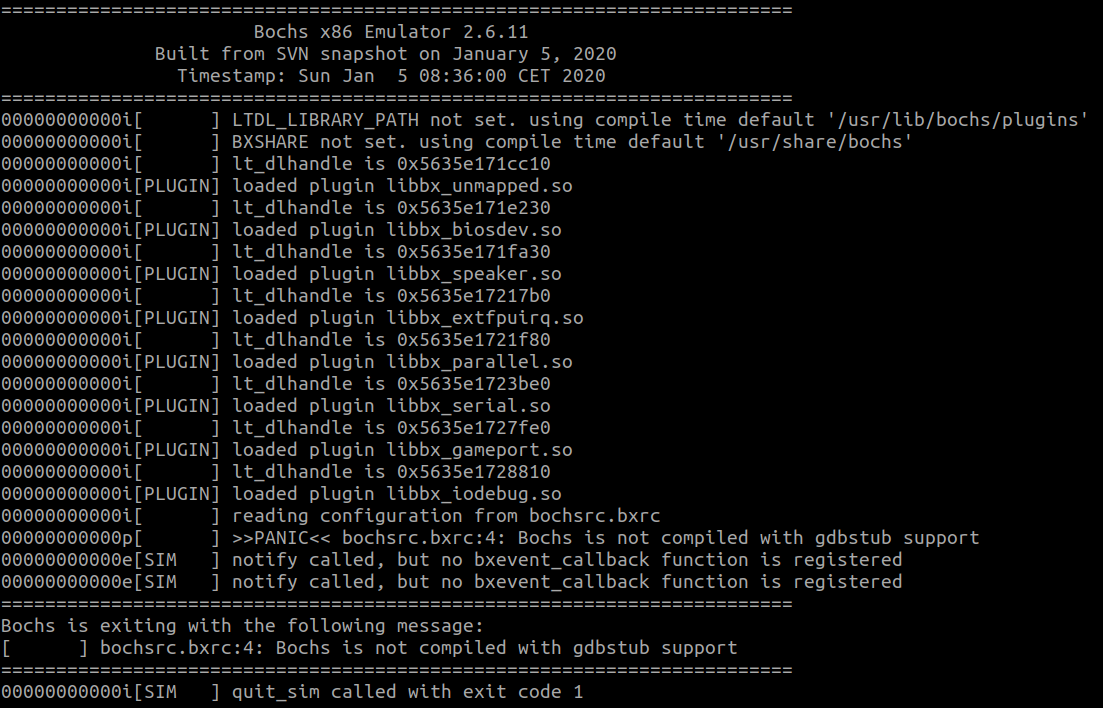 ========================================================================
                       Bochs x86 Emulator 2.6.11
              Built from SVN snapshot on January 5, 2020
                Timestamp: Sun Jan  5 08:36:00 CET 2020
========================================================================
00000000000i[      ] LTDL_LIBRARY_PATH not set. using compile time default '/usr/lib/bochs/plugins'
00000000000i[      ] BXSHARE not set. using compile time default '/usr/share/bochs'
00000000000i[      ] lt_dlhandle is 0x5635e171cc10
00000000000i[PLUGIN] loaded plugin libbx_unmapped.so
00000000000i[      ] lt_dlhandle is 0x5635e171e230
00000000000i[PLUGIN] loaded plugin libbx_biosdev.so
00000000000i[      ] lt_dlhandle is 0x5635e171fa30
00000000000i[PLUGIN] loaded plugin libbx_speaker.so
00000000000i[      ] lt_dlhandle is 0x5635e17217b0
00000000000i[PLUGIN] loaded plugin libbx_extfpuirq.so
00000000000i[      ] lt_dlhandle is 0x5635e1721f80
00000000000i[PLUGIN] loaded plugin libbx_parallel.so
00000000000i[      ] lt_dlhandle is 0x5635e1723be0
00000000000i[PLUGIN] loaded plugin libbx_serial.so
00000000000i[      ] lt_dlhandle is 0x5635e1727fe0
00000000000i[PLUGIN] loaded plugin libbx_gameport.so
00000000000i[      ] lt_dlhandle is 0x5635e1728810
00000000000i[PLUGIN] loaded plugin libbx_iodebug.so
00000000000i[      ] reading configuration from bochsrc.bxrc
00000000000p[      ] >>PANIC<< bochsrc.bxrc:4: Bochs is not compiled with gdbstub support
00000000000e[SIM   ] notify called, but no bxevent_callback function is registered
00000000000e[SIM   ] notify called, but no bxevent_callback function is registered
========================================================================
Bochs is exiting with the following message:
[      ] bochsrc.bxrc:4: Bochs is not compiled with gdbstub support
========================================================================
00000000000i[SIM   ] quit_sim called with exit code 1